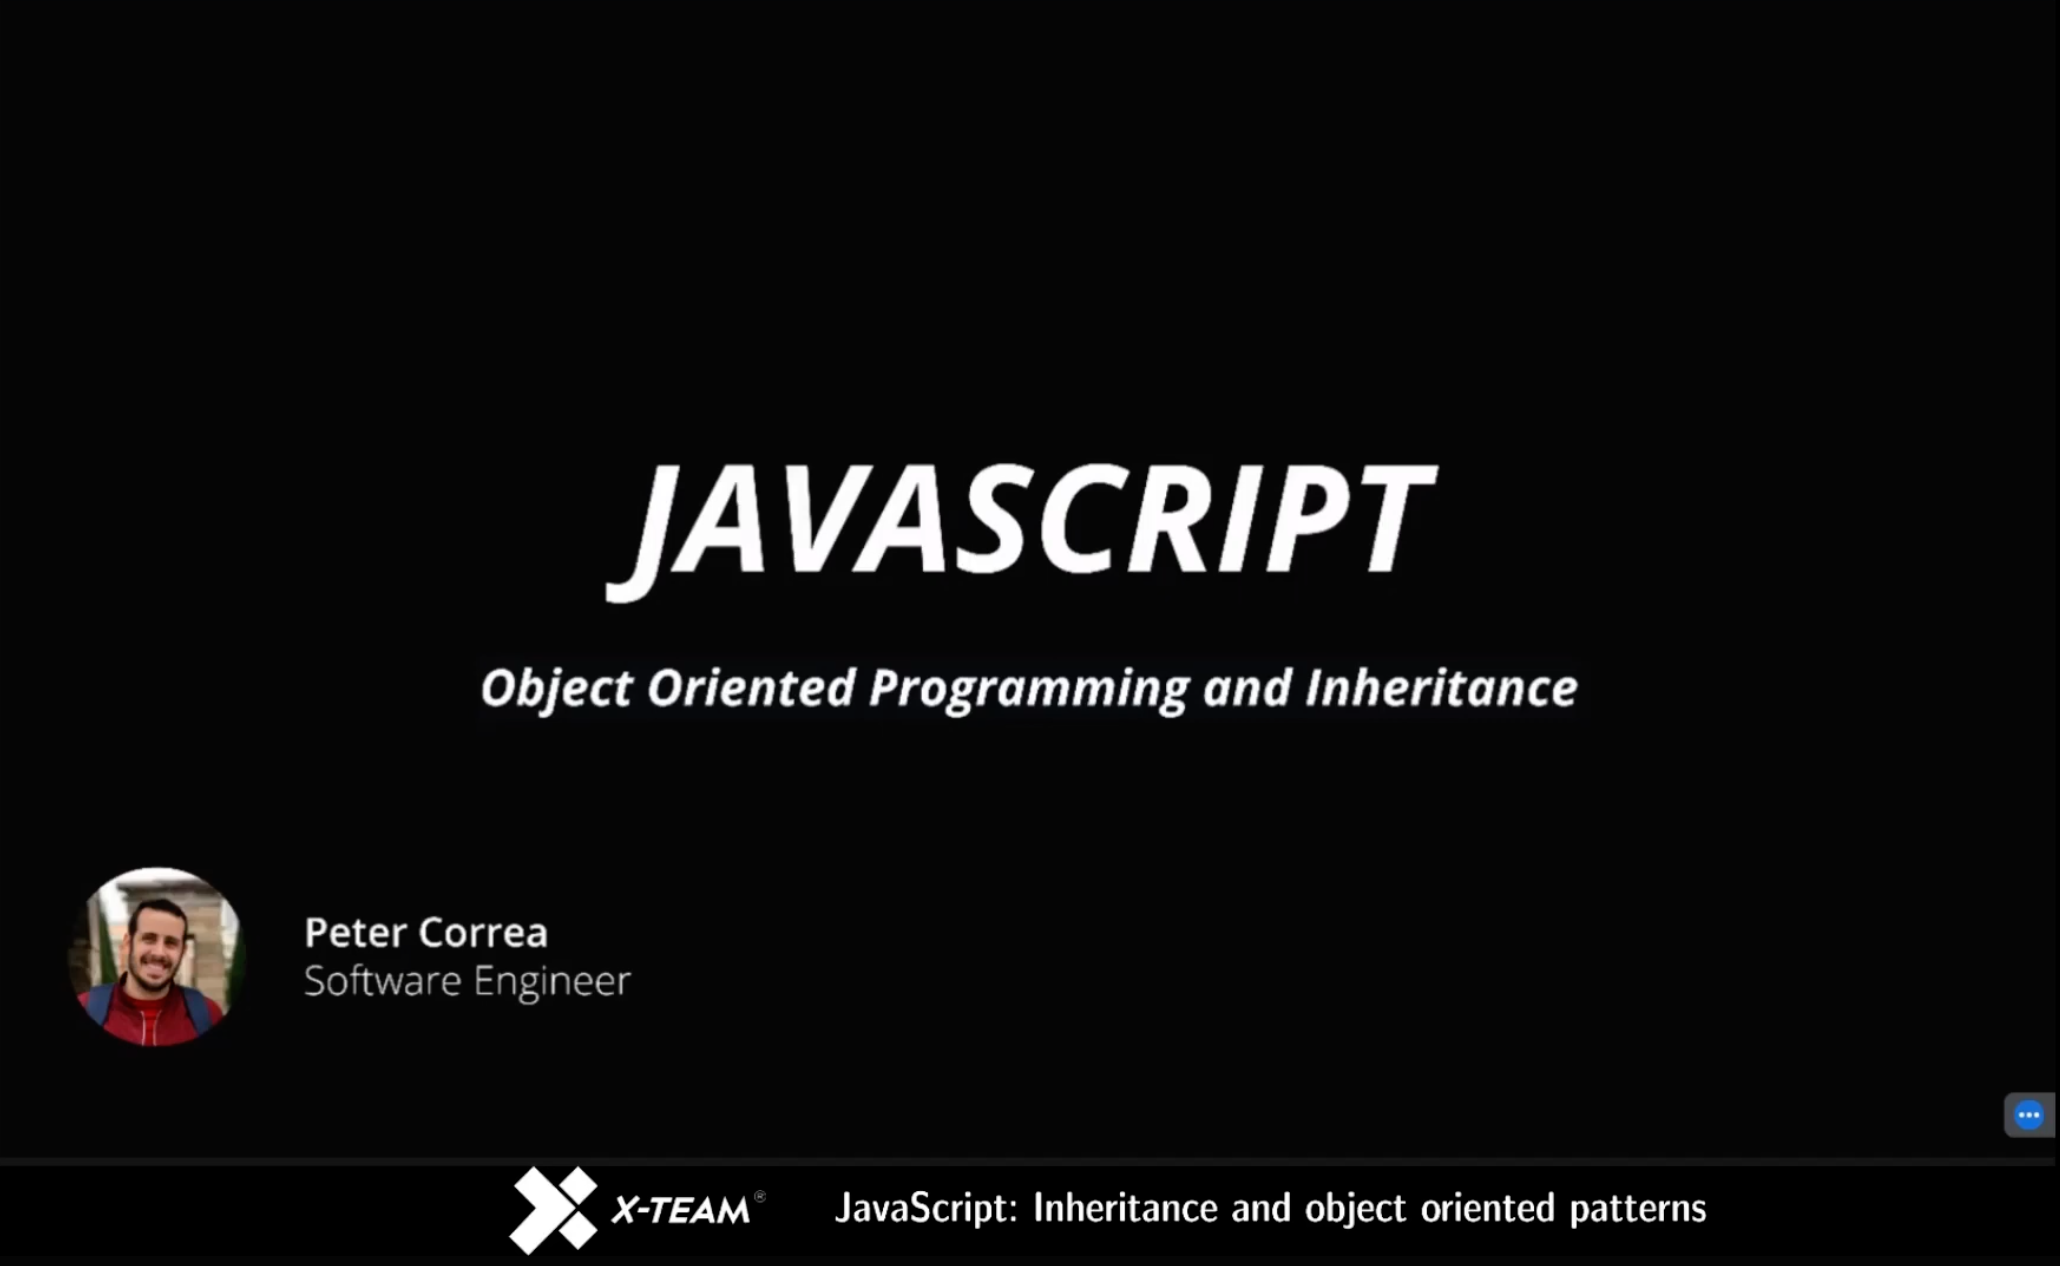 JAVASCRIPT
Object Oriented Programming and Inheritance
Peter Correa
Software Engineer
X-TEAM®
JavaScript: Inheritance and object oriented patterns